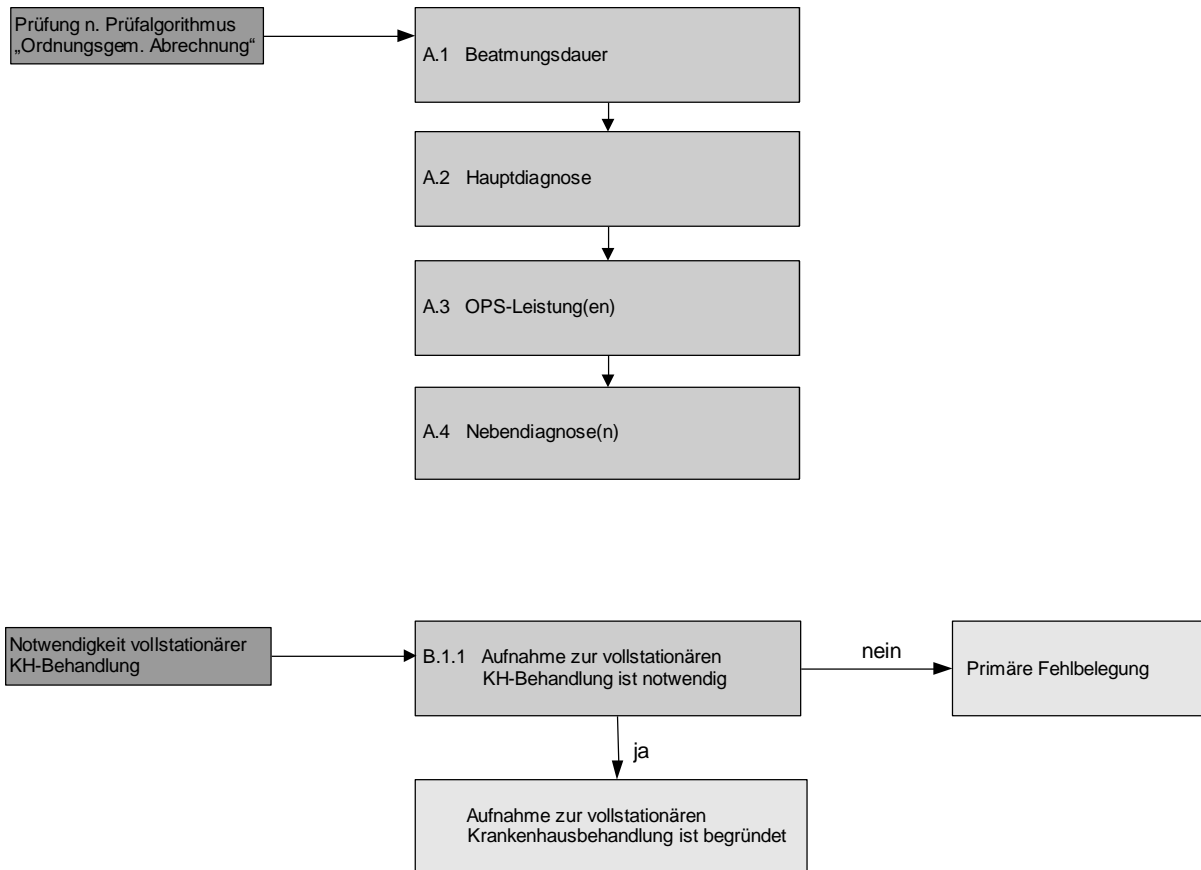 Prüfung n. Prüfalgorithmus
„Ordnungsgem. Abrechnung“
A.1 Beatmungsdauer
A.2 Hauptdiagnose
A.3 OPS-Leistung(en)
A.4 Nebendiagnose(n)
Notwendigkeit vollstationärer
KH-Behandlung
B.1.1 Aufnahme zur vollstationären
KH-Behandlung ist notwendig
nein
Primäre Fehlbelegung
ja
Aufnahme zur vollstationären
Krankenhausbehandlung ist begründet